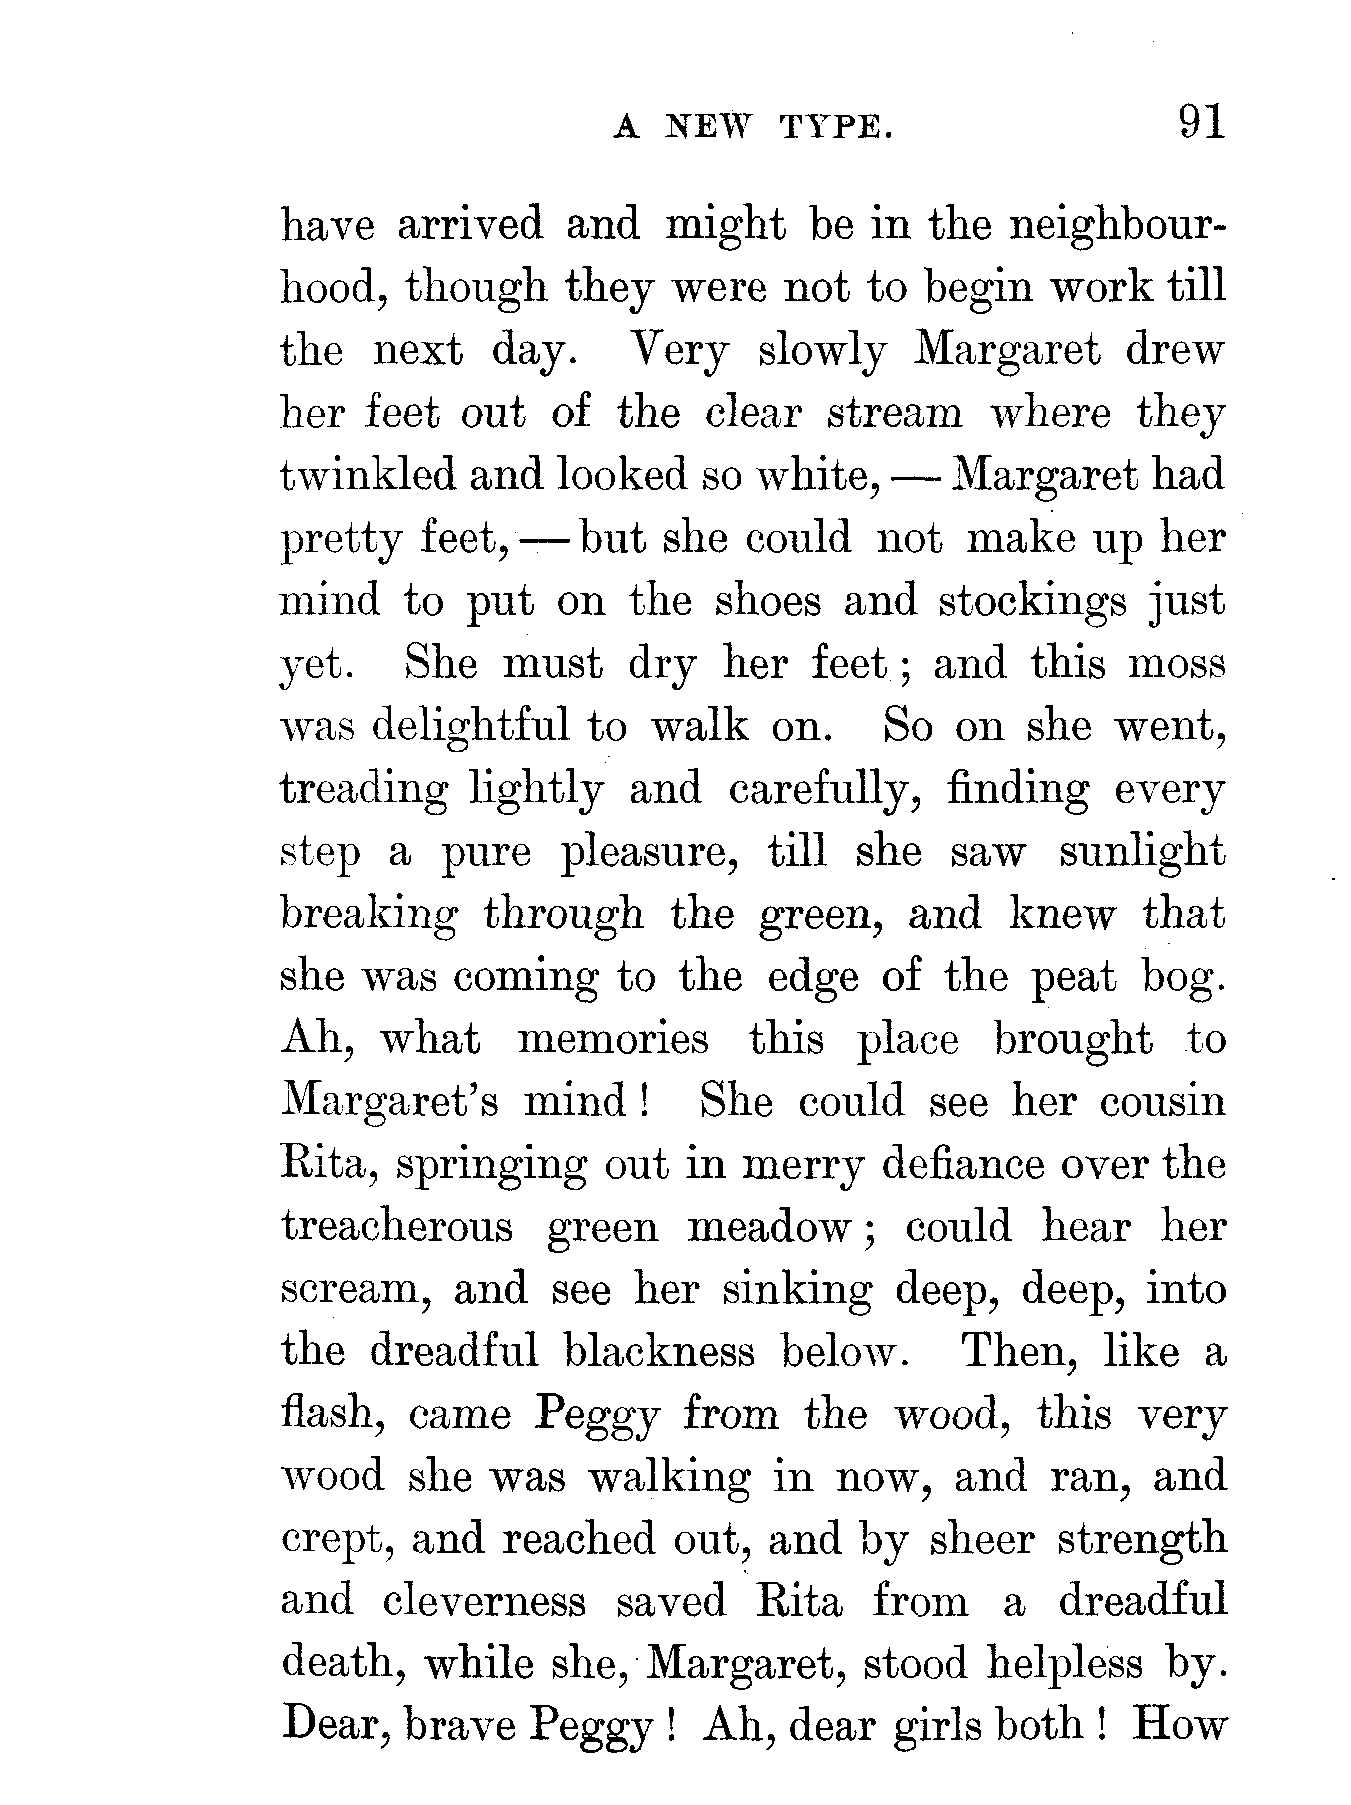 A NEW TYPE. 91
have arrived and might be in the neighbour-
hood, though they were not to begin work till
the next day. Very slowly Margaret drew
her feet out of the clear stream where they
twinkled and looked so white, — Margaret had
pretty feet, — but she could not make up her
mind to put on the shoes and stockings just
yet. She must dry her feet; and this moss
was delightful to walk on. So on she went,
treading lightly and carefully, finding every
step a pure pleasure, till she saw sunlight
breaking through the green, and knew that
she was coming to the edge of the peat bog.
Ah, what memories this place brought to
Margaret's mind! She could see her cousin
Rita, springing out in merry defiance over the
treacherous green meadow; could hear her
scream, and see her sinking deep, deep, into
the dreadful blackness below. Then, like a
flash, came Peggy from the wood, this very
wood she was walking in now, and ran, and
crept, and reached out, and by sheer strength
and cleverness saved Rita from a dreadful
death, while she, Margaret, stood helpless by.
Dear, brave Peggy! Ah, dear girls both! How